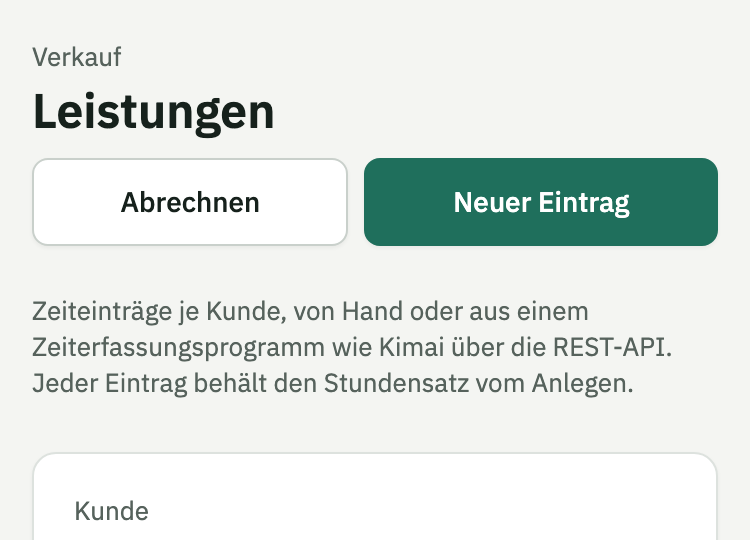 Verkauf
Leistungen
Abrechnen
Neuer Eintrag
Zeiteinträge je Kunde, von Hand oder aus einem
Zeiterfassungsprogramm wie Kimai über die REST-API.
Jeder Eintrag behält den Stundensatz vom Anlegen.
Kunde